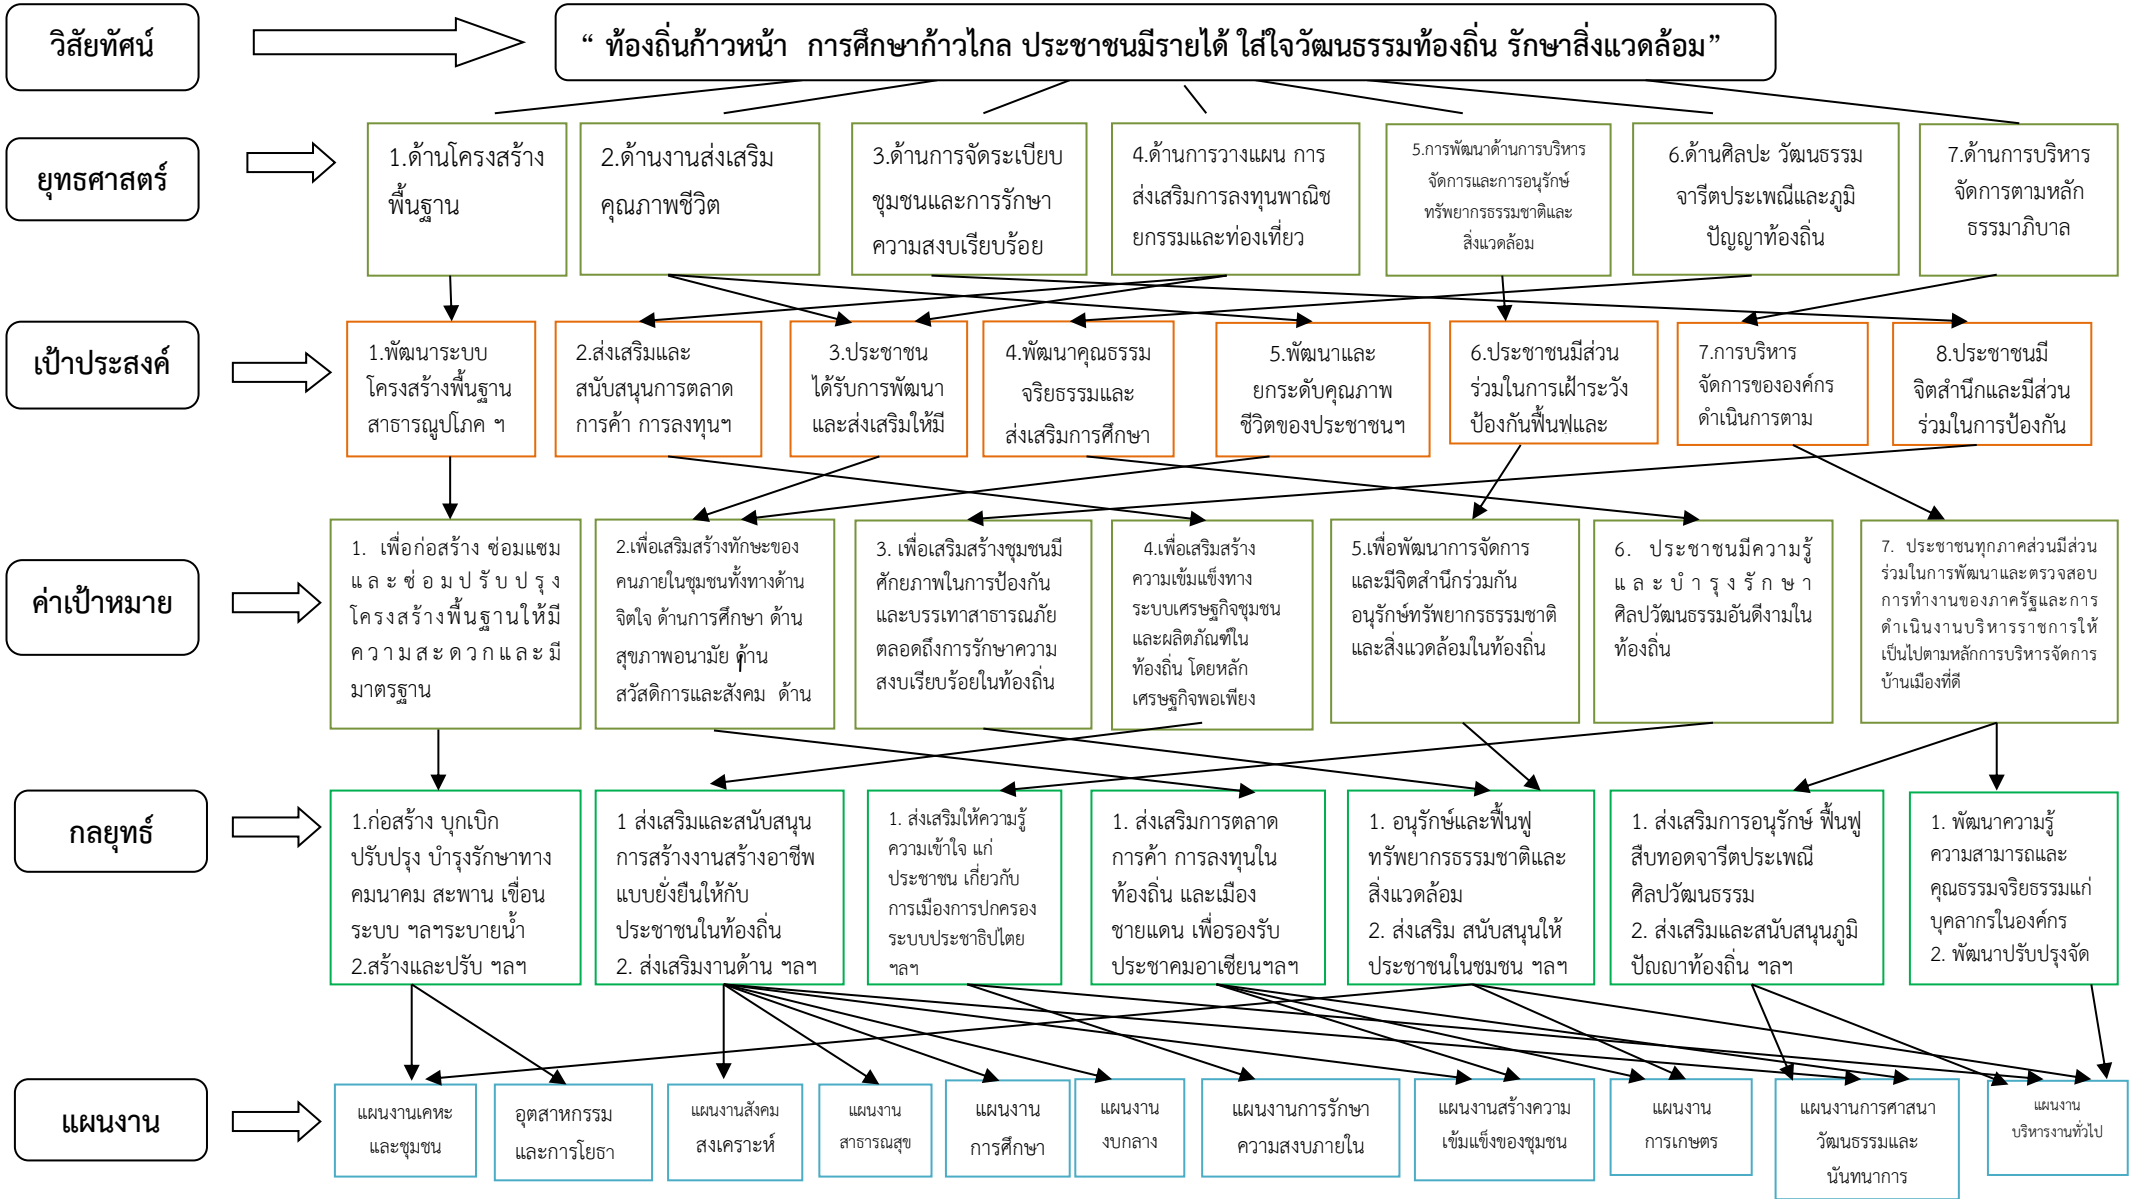 วิสัยทัศน์
“ ท้องถิ่นก้าวหน้า การศึกษาก้าวไกล ประชาชนมีรายได้ ใส่ใจวัฒนธรรมท้องถิ่น รักษาสิ่งแวดล้อม”
ยุทธศาสตร์
1.ด้านโครงสร้าง
พื้นฐาน
2.ด้านงานส่งเสริม
คุณภาพชีวิต
3.ด้านการจัดระเบียบ
ชุมชนและการรักษา
ความสงบเรียบร้อย
4.ด้านการวางแผน การ
ส่งเสริมการลงทุนพาณิช
ยกรรมและท่องเที่ยว
5.การพัฒนาด้านการบริหาร
จัดการและการอนุรักษ์
ทรัพยากรธรรมชาติและ
สิ่งแวดล้อม
6.ด้านศิลปะ วัฒนธรรม
จารีตประเพณีและภูมิ
ปัญญาท้องถิ่น
7.ด้านการบริหาร
จัดการตามหลัก
ธรรมาภิบาล
เป้าประสงค์
1.พัฒนาระบบ
โครงสร้างพื้นฐาน
สาธารณูปโภค ฯ
2.ส่งเสริมและ
สนับสนุนการตลาด
การค้า การลงทุนฯ
3.ประชาชน
ได้รับการพัฒนา
และส่งเสริมให้มี
4.พัฒนาคุณธรรม
จริยธรรมและ
ส่งเสริมการศึกษา
5.พัฒนาและ
ยกระดับคุณภาพ
ชีวิตของประชาชนฯ
6.ประชาชนมีส่วน
ร่วมในการเฝ้าระวัง
ป้องกันฟื้นฟูและ
7.การบริหาร
จัดการขององค์กร
ดำเนินการตาม
8.ประชาชนมี
จิตสำนึกและมีส่วน
ร่วมในการป้องกัน
ค่าเป้าหมาย
1. เพื่อก่อสร้าง ซ่อมแซม
และซ่อมปรับปรุง
โครงสร้างพื้นฐานให้มี
ความสะดวกและมี
มาตรฐาน
2.เพื่อเสริมสร้างทักษะของ
คนภายในชุมชนทั้งทางด้าน
จิตใจ ด้านการศึกษา ด้าน
สุขภาพอนามัย ด้าน
สวัสดิการและสังคม ด้าน
3. เพื่อเสริมสร้างชุมชนมี
ศักยภาพในการป้องกัน
และบรรเทาสาธารณภัย
ตลอดถึงการรักษาความ
สงบเรียบร้อยในท้องถิ่น
4.เพื่อเสริมสร้าง
ความเข้มแข็งทาง
ระบบเศรษฐกิจชุมชน
และผลิตภัณฑ์ใน
ท้องถิ่น โดยหลัก
เศรษฐกิจพอเพียง
5.เพื่อพัฒนาการจัดการ
และมีจิตสำนึกร่วมกัน
อนุรักษ์ทรัพยากรธรรมชาติ
และสิ่งแวดล้อมในท้องถิ่น
6. ประชาชนมีความรู้
และบำรุงรักษา
ศิลปวัฒนธรรมอันดีงามใน
ท้องถิ่น
7. ประชาชนทุกภาคส่วนมีส่วน
ร่วมในการพัฒนาและตรวจสอบ
การทำงานของภาครัฐและการ
ดำเนินงานบริหารราชการให้
เป็นไปตามหลักการบริหารจัดการ
บ้านเมืองที่ดี
กลยุทธ์
1.ก่อสร้าง บุกเบิก
ปรับปรุง บำรุงรักษาทาง
คมนาคม สะพาน เขื่อน
ระบบ ฯลฯระบายน้ำ
2.สร้างและปรับ ฯลฯ
1 ส่งเสริมและสนับสนุน
การสร้างงานสร้างอาชีพ
แบบยั่งยืนให้กับ
ประชาชนในท้องถิ่น
2. ส่งเสริมงานด้าน ฯลฯ
1. ส่งเสริมให้ความรู้
ความเข้าใจ แก่
ประชาชน เกี่ยวกับ
การเมืองการปกครอง
ระบบประชาธิปไตย
ฯลฯ
1. ส่งเสริมการตลาด
การค้า การลงทุนใน
ท้องถิ่น และเมือง
ชายแดน เพื่อรองรับ
ประชาคมอาเซียนฯลฯ
1. อนุรักษ์และฟื้นฟู
ทรัพยากรธรรมชาติและ
สิ่งแวดล้อม
2. ส่งเสริม สนับสนุนให้
ประชาชนในชุมชน ฯลฯ
1. ส่งเสริมการอนุรักษ์ ฟื้นฟู
สืบทอดจารีตประเพณี
ศิลปวัฒนธรรม
2. ส่งเสริมและสนับสนุนภูมิ
ปัญญาท้องถิ่น ฯลฯ
1. พัฒนาความรู้
ความสามารถและ
คุณธรรมจริยธรรมแก่
บุคลากรในองค์กร
2. พัฒนาปรับปรุงจัด
แผนงาน
แผนงานเคหะ
และชุมชน
อุตสาหกรรม
และการโยธา
แผนงานสังคม
สงเคราะห์
แผนงาน
สาธารณสุข
แผนงาน
การศึกษา
แผนงาน
งบกลาง
แผนงานการรักษา
ความสงบภายใน
แผนงานสร้างความ
เข้มแข็งของชุมชน
แผนงาน
การเกษตร
แผนงานการศาสนา
วัฒนธรรมและ
นันทนาการ
แผนงาน
บริหารงานทั่วไป